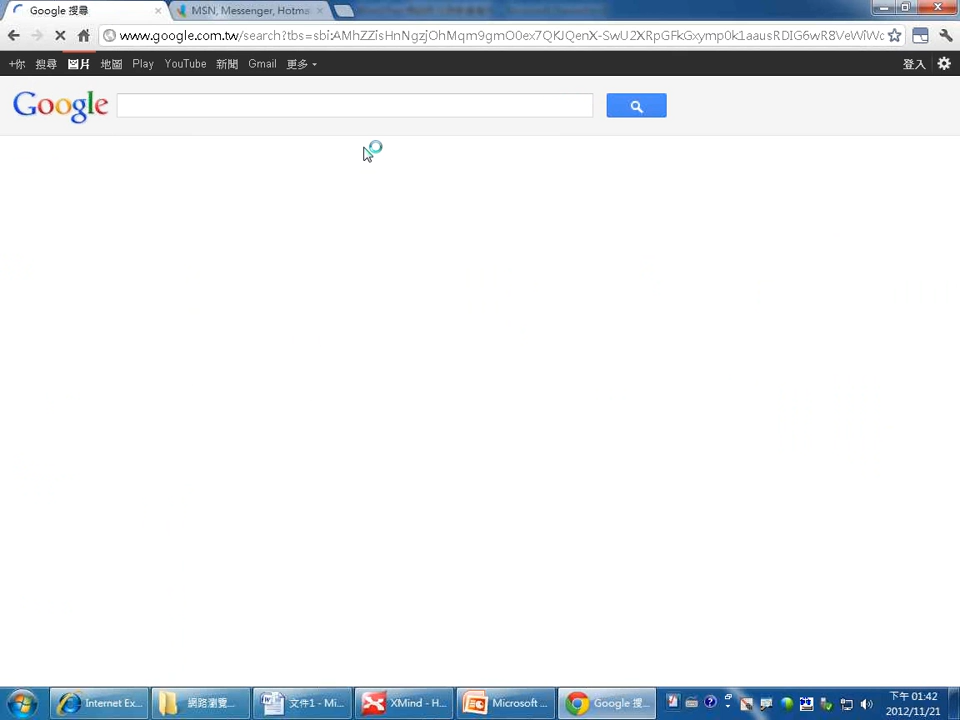 Google 搜尋
MSN, Messenger, Hotma
www.google.com.tw/search?tbs=sbi:AMhZZisHnNgzjOhMqm9gmO0ex7QKJQenX-SwU2XRpGFkGxymp0k1aausRDIG6wR8VeWiWc
+你 搜尋 圖片 地圖 Play YouTube 新聞 Gmail 更多 登入
Google
Internet Ex... 網路瀏覽... 文件1 - Mi... XMind - H... Microsoft ... Google 搜...
下午 01:42
2012/11/21